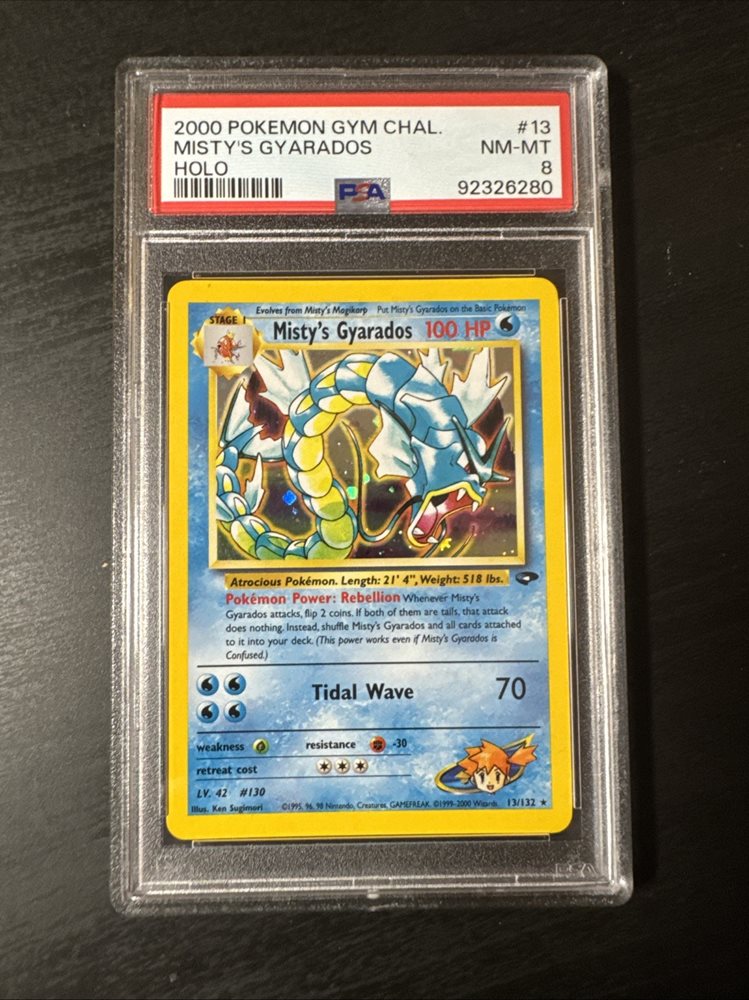 2000 POKEMON GYM CHAL. #13
MISTY'S GYARADOS NM-MT
HOLO 8
PSA 92326280
Evolves from Misty's Magikarp Put Misty's Gyarados on the Basic Pokémon
STAGE 1
Misty's Gyarados 100 HP
Atrocious Pokémon. Length: 21' 4", Weight: 518 lbs.
Pokémon Power: Rebellion Whenever Misty's
Gyarados attacks, flip 2 coins. If both of them are tails, that attack
does nothing. Instead, shuffle Misty's Gyarados and all cards attached
to it into your deck. (This power works even if Misty's Gyarados is
Confused.)
Tidal Wave 70
weakness resistance -30
retreat cost
LV. 42 #130
Illus. Ken Sugimori ©1995, 96, 98 Nintendo, Creatures, GAMEFREAK. ©1999-2000 Wizards. 13/132 ★
PSA